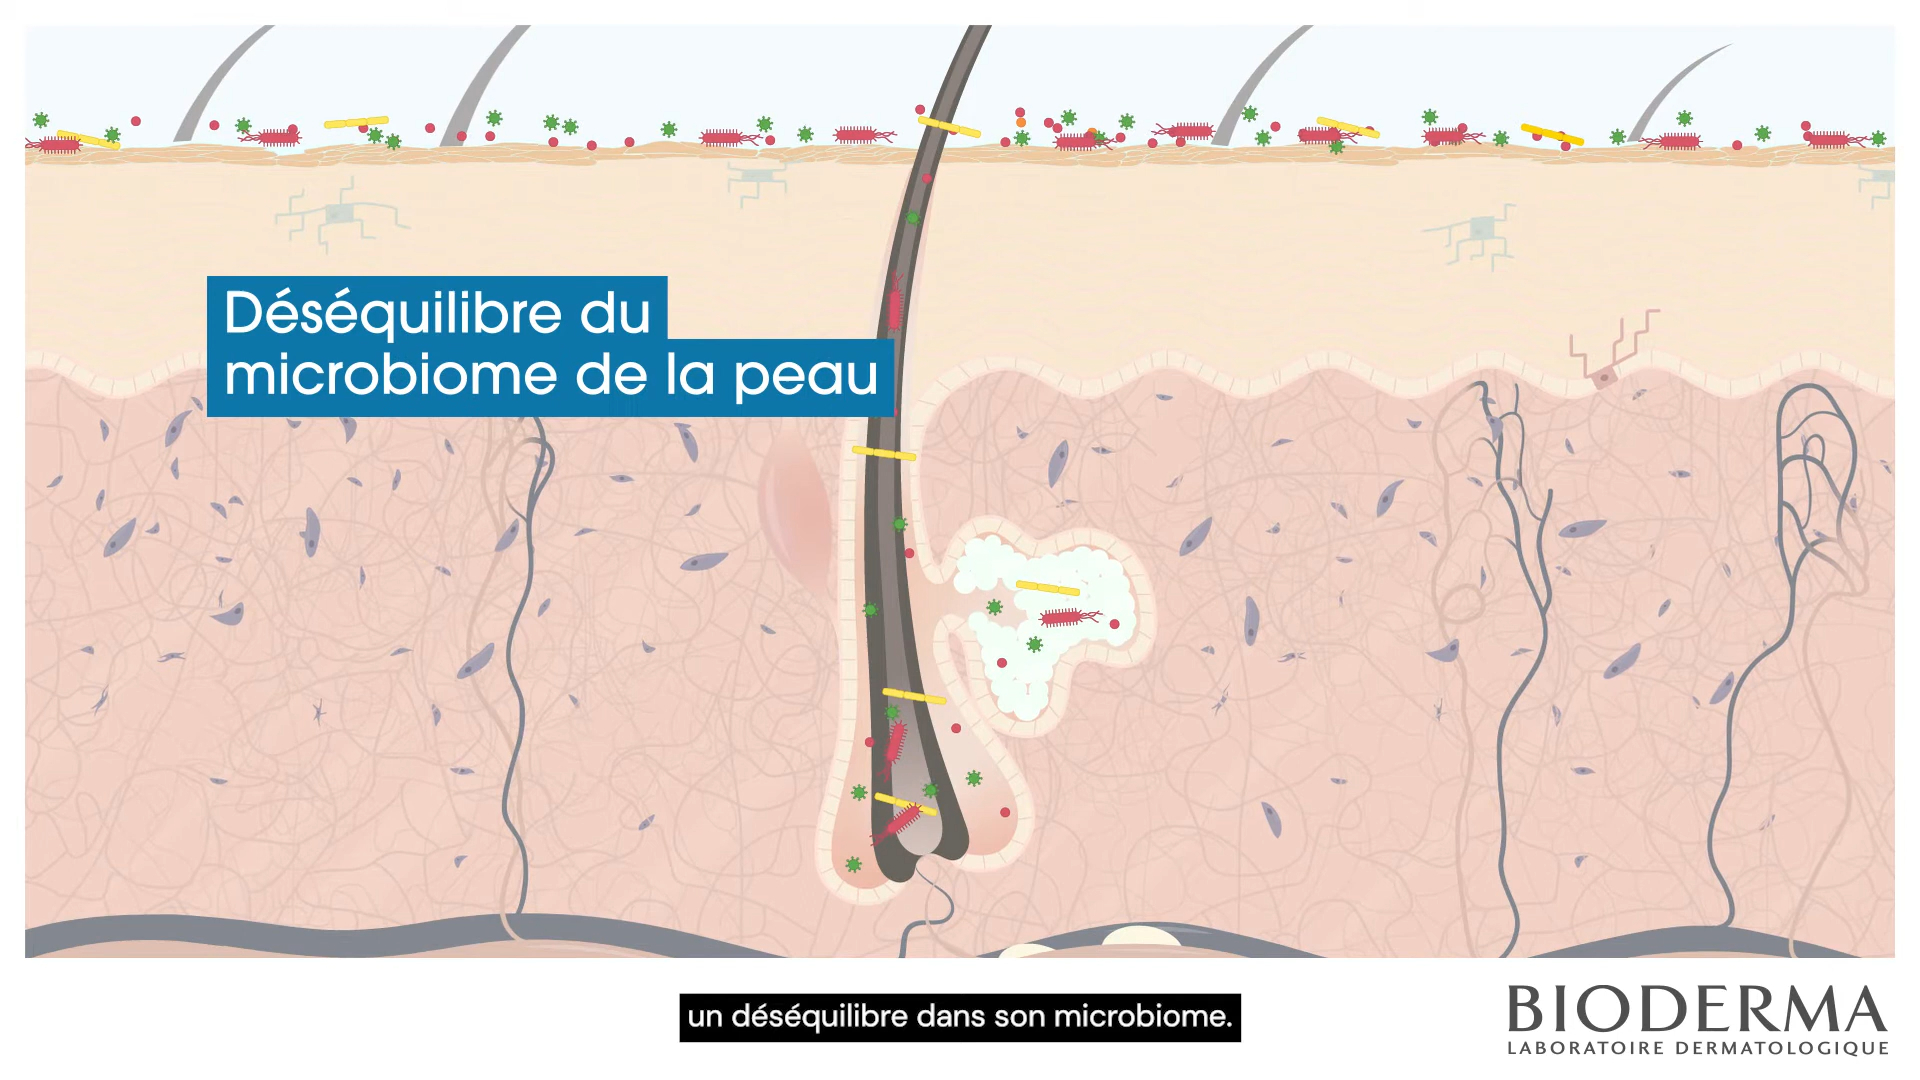 Déséquilibre du
microbiome de la peau
un déséquilibre dans son microbiome.
BIODERMA
LABORATOIRE DERMATOLOGIQUE